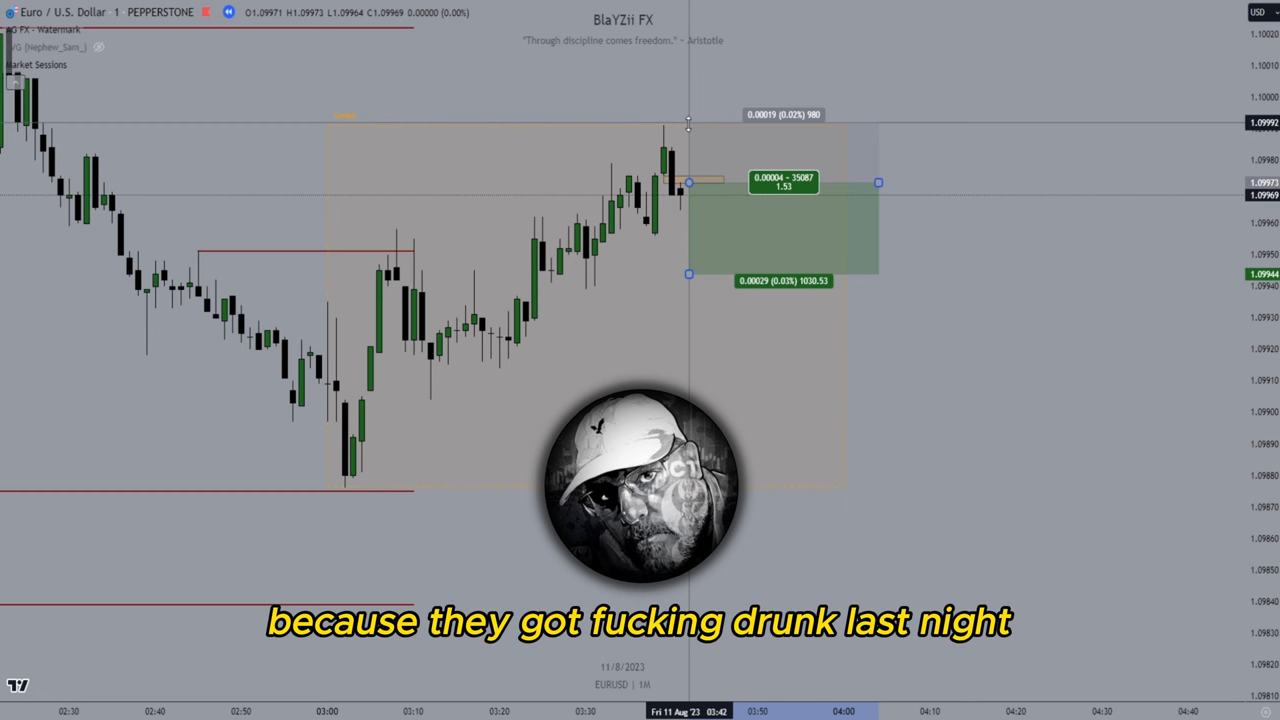 Euro / U.S. Dollar · 1 · PEPPERSTONE O1.09971 H1.09973 L1.09964 C1.09969 0.00000 (0.00%)
AG FX - Watermark
(Nephew_Sam_)
Market Sessions
BlaYZii FX
"Through discipline comes freedom." ~ Aristotle
USD
1.10020
1.10010
1.10000
1.09992
1.09980
1.09973
1.09969
1.09960
1.09950
1.09944
1.09940
1.09930
1.09920
1.09910
1.09900
1.09890
1.09880
1.09870
1.09860
1.09850
1.09840
1.09830
1.09820
1.09810
0.00019 (0.02%) 980
0.00004 ~ 35087
1.53
0.00029 (0.03%) 1030.53
CT
because they got fucking drunk last night
11/8/2023
EURUSD | 1M
02:30 02:40 02:50 03:00 03:10 03:20 03:30 Fri 11 Aug '23 03:42 03:50 04:00 04:10 04:20 04:30 04:40